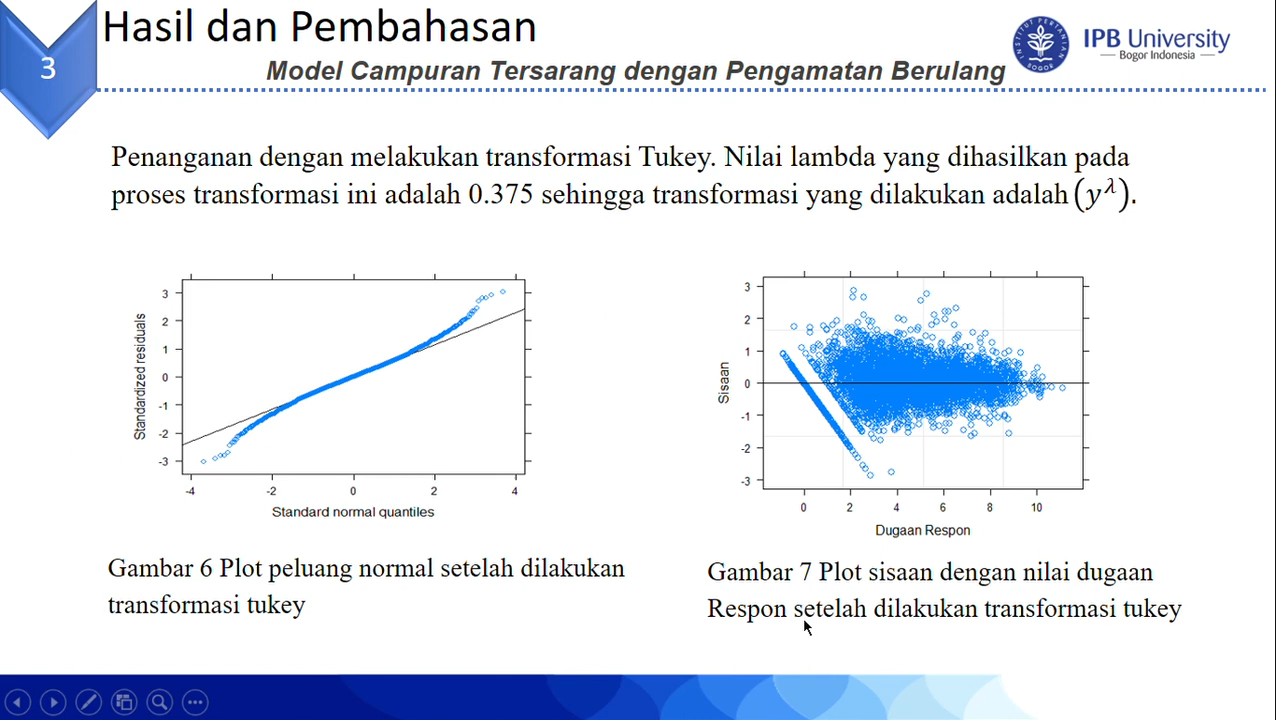 Hasil dan Pembahasan
3
Model Campuran Tersarang dengan Pengamatan Berulang
INSTITUT PERTANIAN BOGOR
IPB University
Bogor Indonesia
Penanganan dengan melakukan transformasi Tukey. Nilai lambda yang dihasilkan pada
proses transformasi ini adalah 0.375 sehingga transformasi yang dilakukan adalah (y^λ).
Standardized residuals
3
2
1
0
-1
-2
-3
-4 -2 0 2 4
Standard normal quantiles
Sisaan
3
2
1
0
-1
-2
-3
0 2 4 6 8 10
Dugaan Respon
Gambar 6 Plot peluang normal setelah dilakukan
transformasi tukey
Gambar 7 Plot sisaan dengan nilai dugaan
Respon setelah dilakukan transformasi tukey